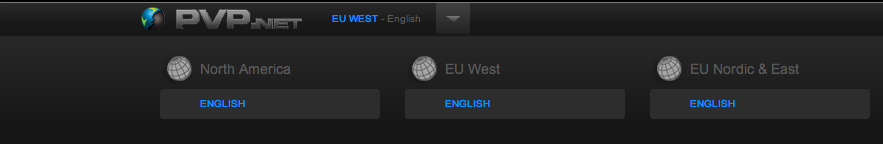 PVP.NET EU WEST - English
North America EU West EU Nordic & East
ENGLISH ENGLISH ENGLISH